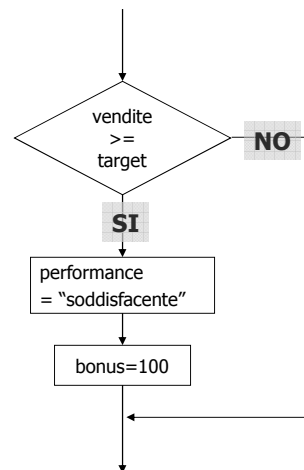 vendite
>=
target
NO
SI
performance
= “soddisfacente”
bonus=100